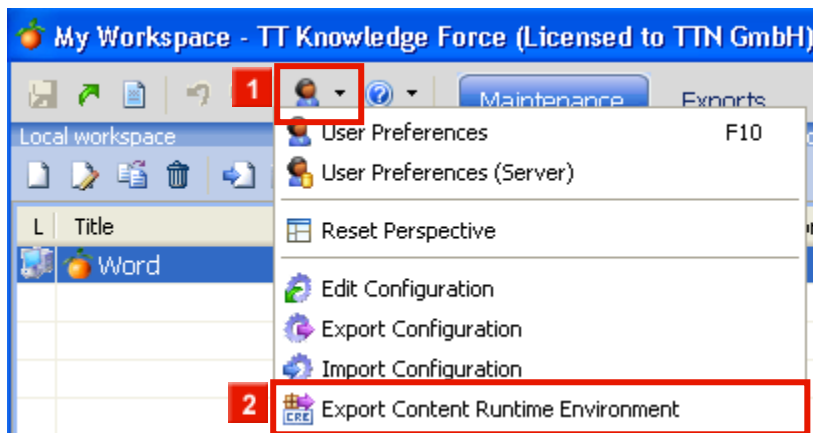 My Workspace - TT Knowledge Force (Licensed to TTN GmbH)
1
Maintenance Exports
Local workspace
User Preferences F10
User Preferences (Server)
L Title
Reset Perspective
Word
Edit Configuration
Export Configuration
Import Configuration
2
CRE
Export Content Runtime Environment